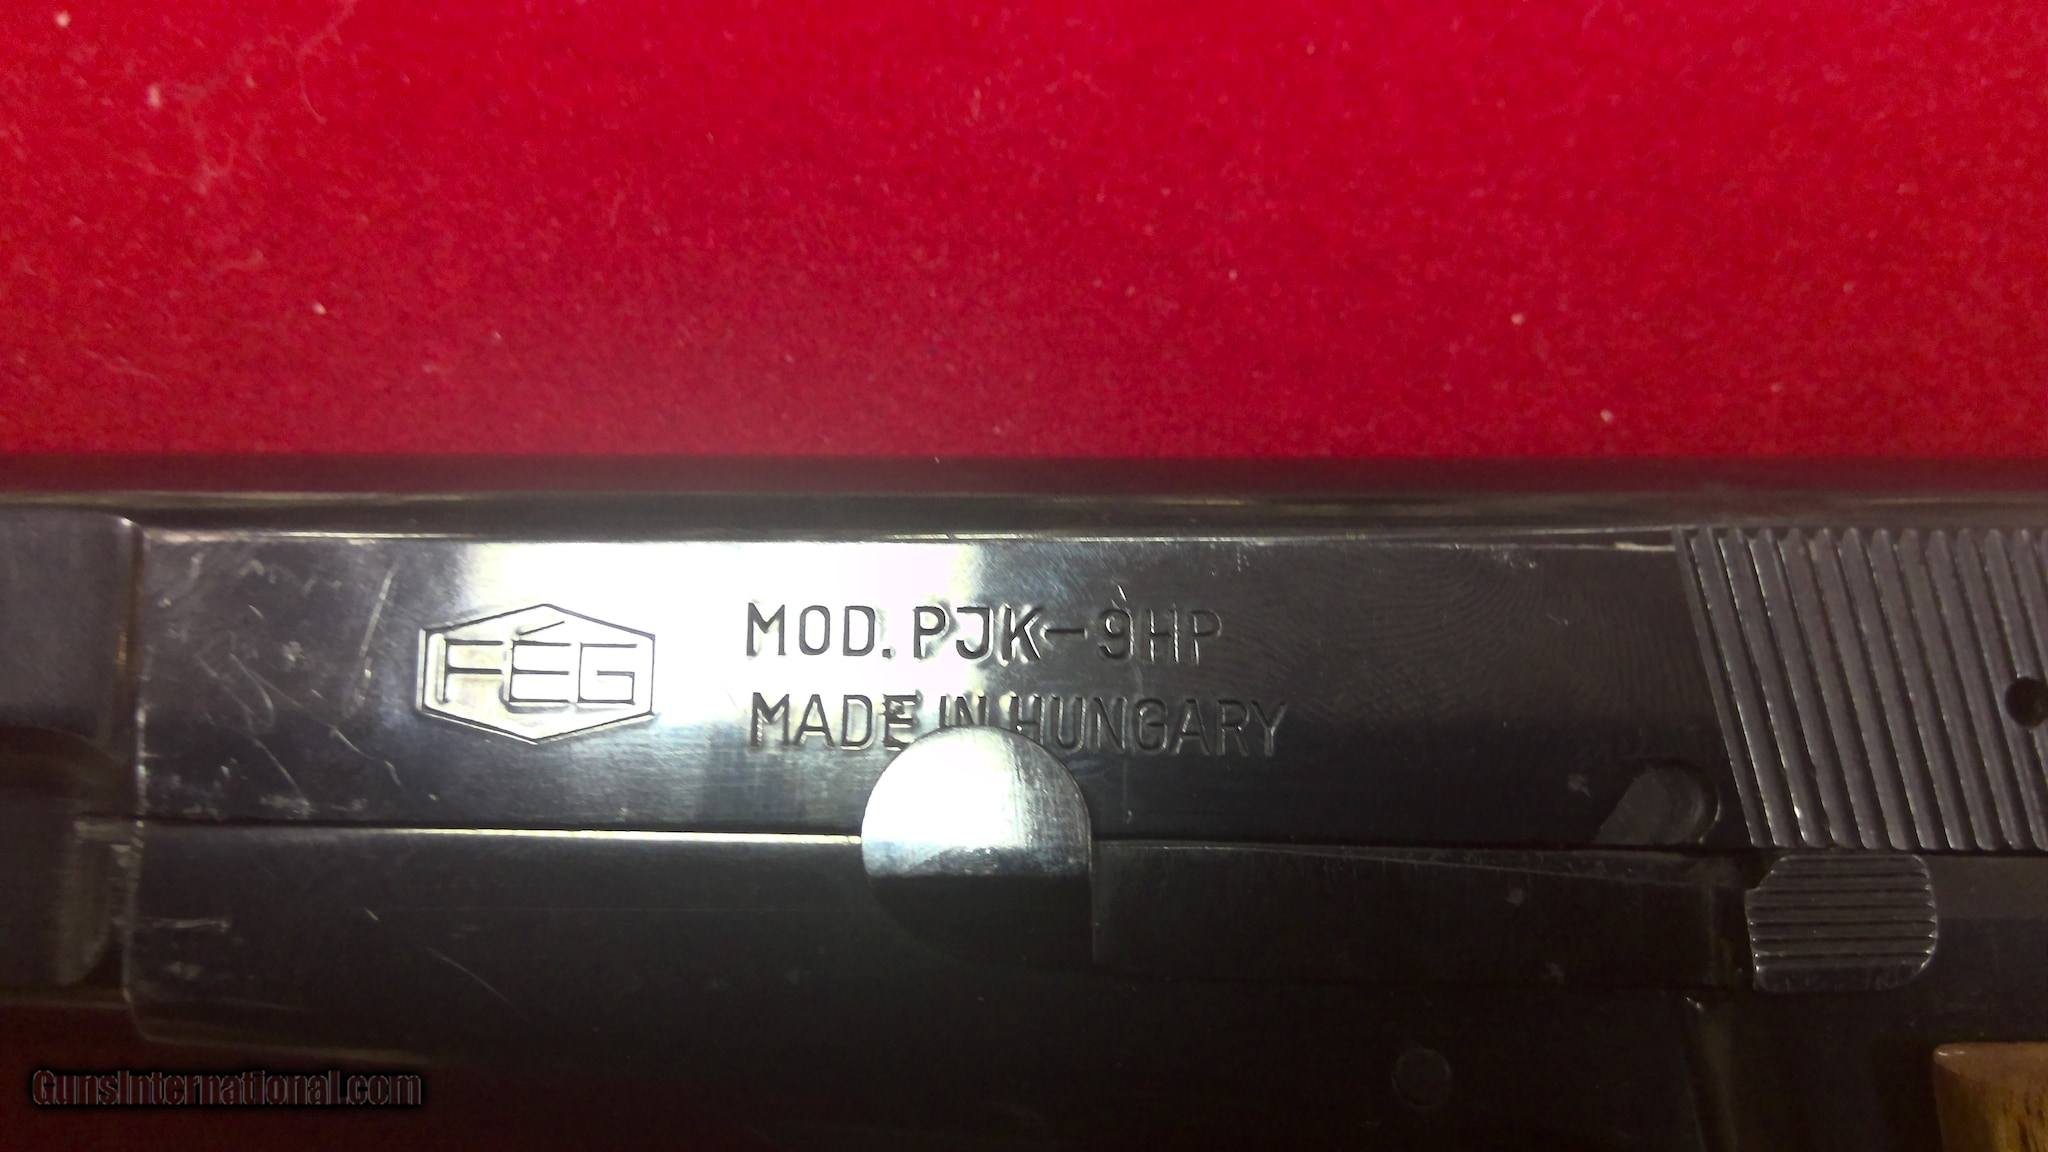 FÉG
MOD. PJK-9HP
MADE IN HUNGARY
GunsInternational.com